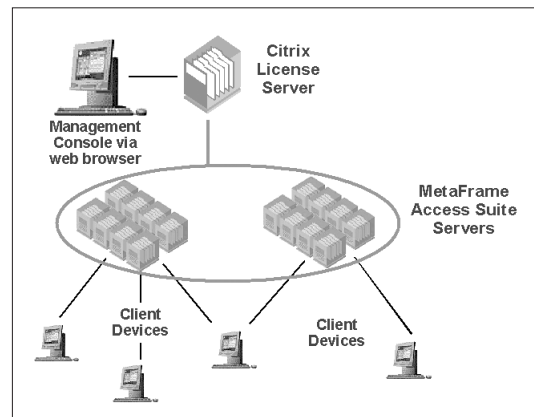 Citrix
License
Server
Management
Console via
web browser
MetaFrame
Access Suite
Servers
Client
Devices
Client
Devices